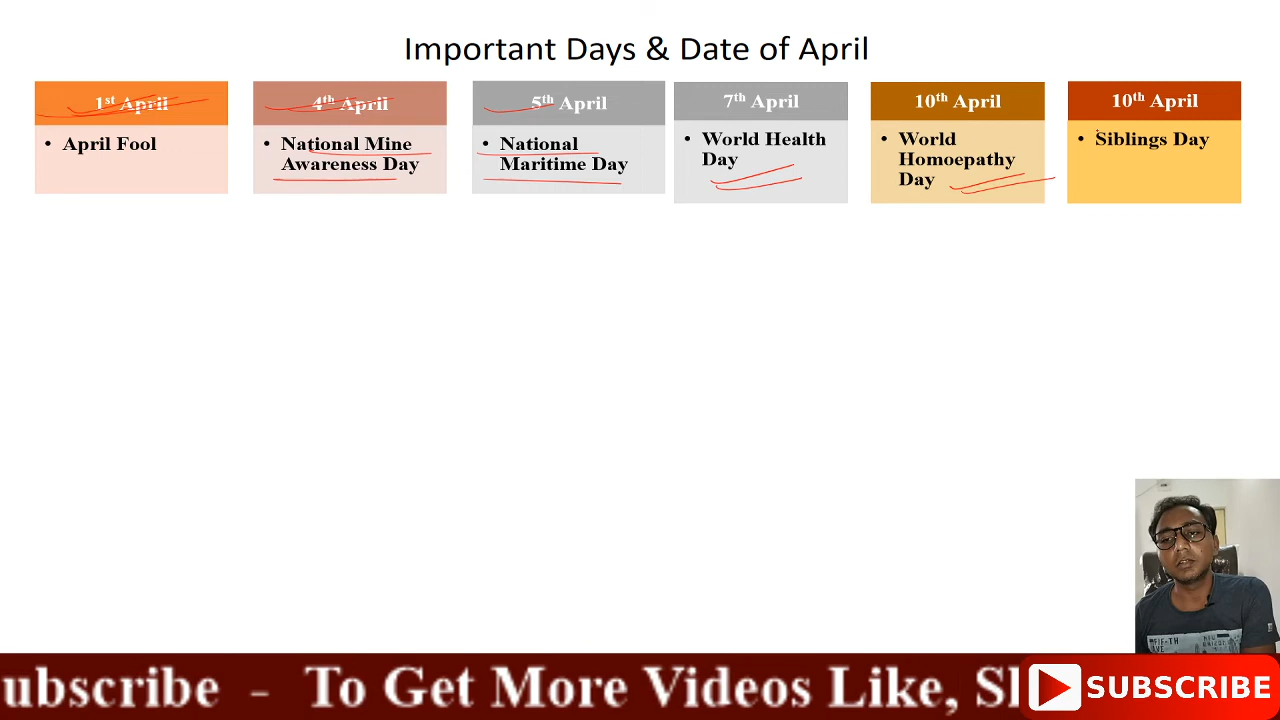 Important Days & Date of April
1st April
• April Fool
4th April
• National Mine
Awareness Day
5th April
• National
Maritime Day
7th April
• World Health
Day
10th April
• World
Homoepathy
Day
10th April
• Siblings Day
ubscribe - To Get More Videos Like,
SUBSCRIBE